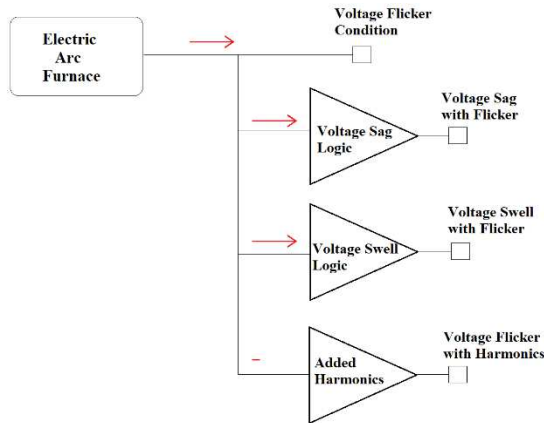 Electric
Arc
Furnace
Voltage Flicker
Condition
Voltage Sag
Logic
Voltage Sag
with Flicker
Voltage Swell
Logic
Voltage Swell
with Flicker
Added
Harmonics
Voltage Flicker
with Harmonics